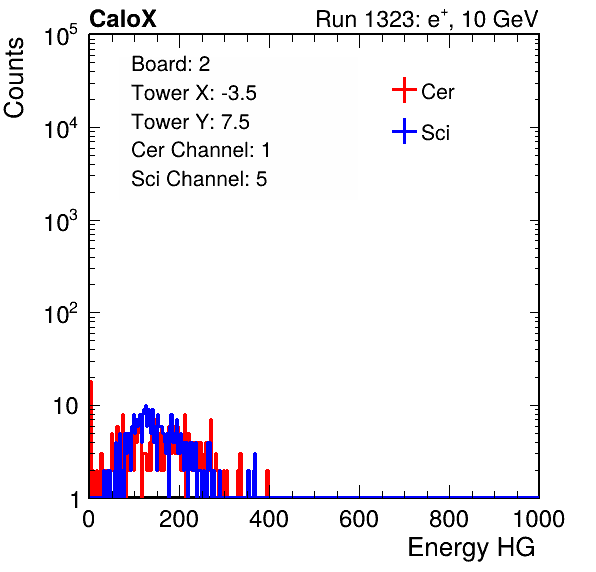 CaloX Run 1323: e⁺, 10 GeV
Counts
10⁵
10⁴
10³
10²
10
1
Board: 2
Tower X: -3.5
Tower Y: 7.5
Cer Channel: 1
Sci Channel: 5
Cer
Sci
0 200 400 600 800 1000
Energy HG